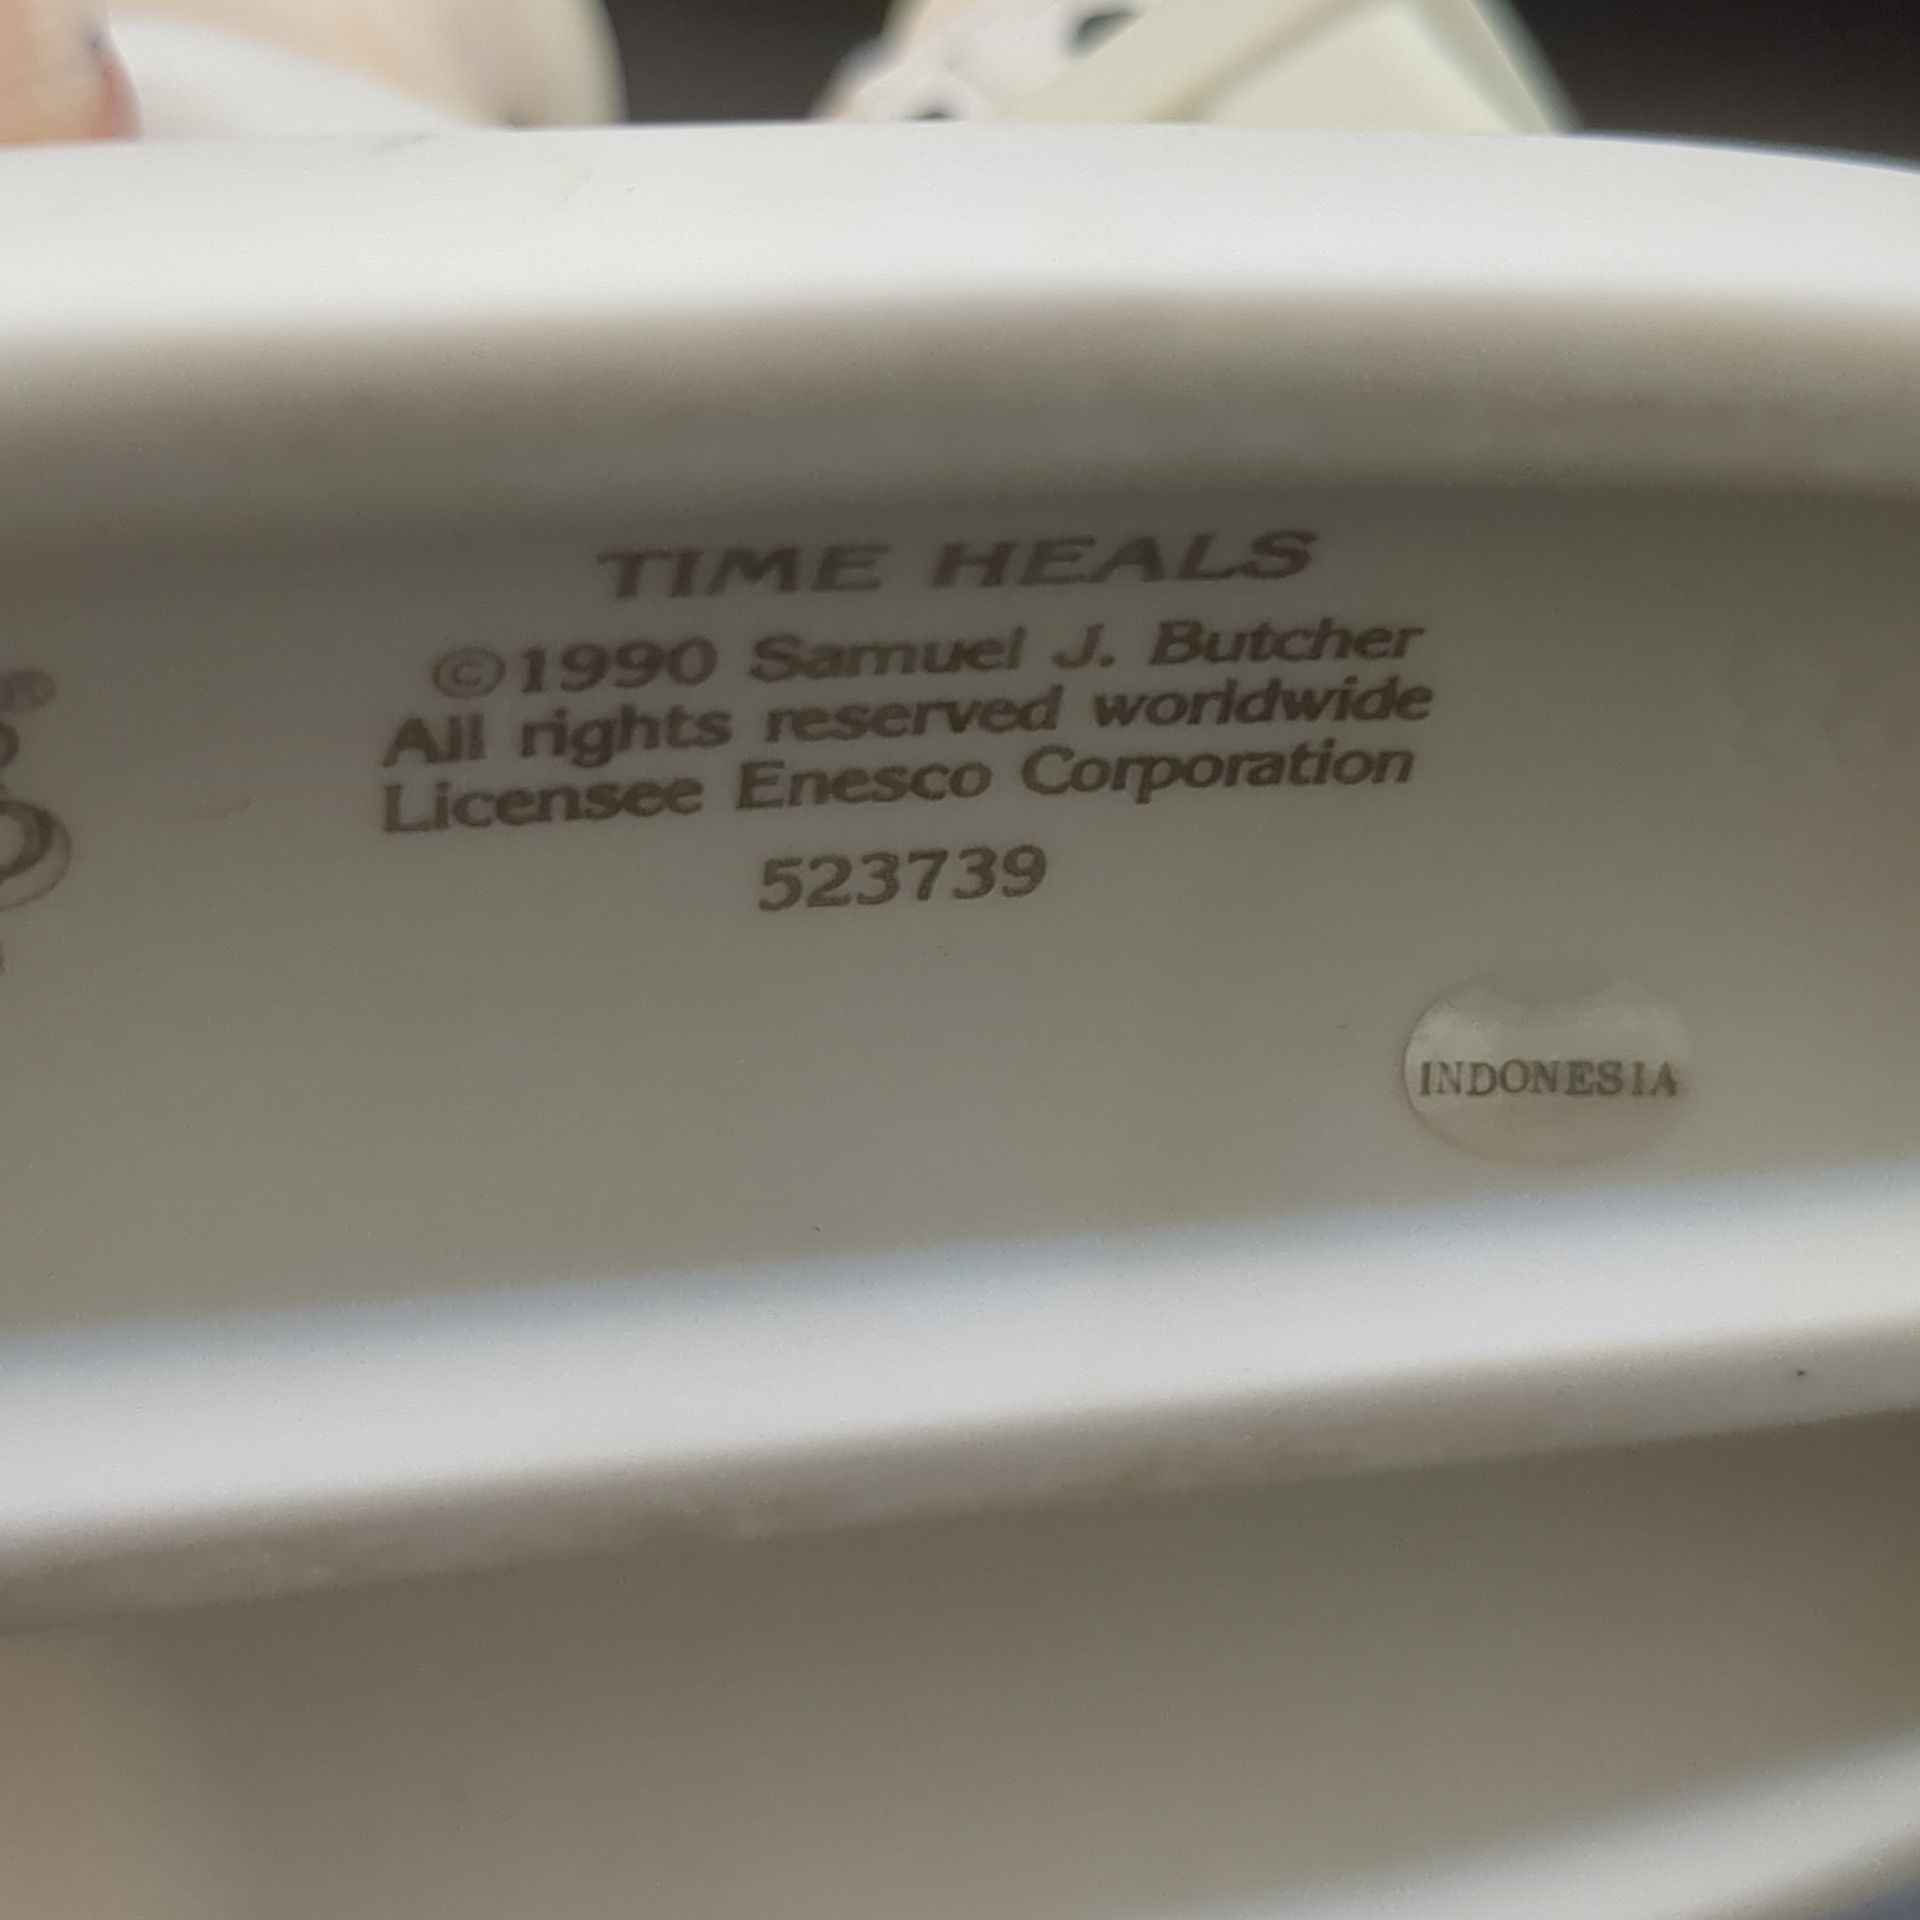 TIME HEALS
©1990 Samuel J. Butcher
All rights reserved worldwide
Licensee Enesco Corporation
523739
®
INDONESIA